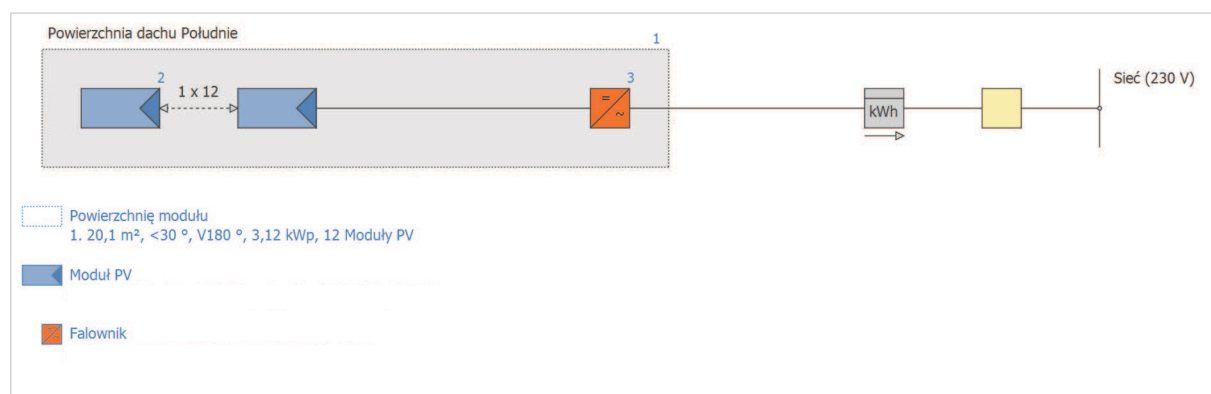 Powierzchnia dachu Południe
1
2
1 x 12
3
=
~
kWh
Sieć (230 V)
Powierzchnię modułu
1. 20,1 m², <30 °, V180 °, 3,12 kWp, 12 Moduły PV
Moduł PV
Falownik